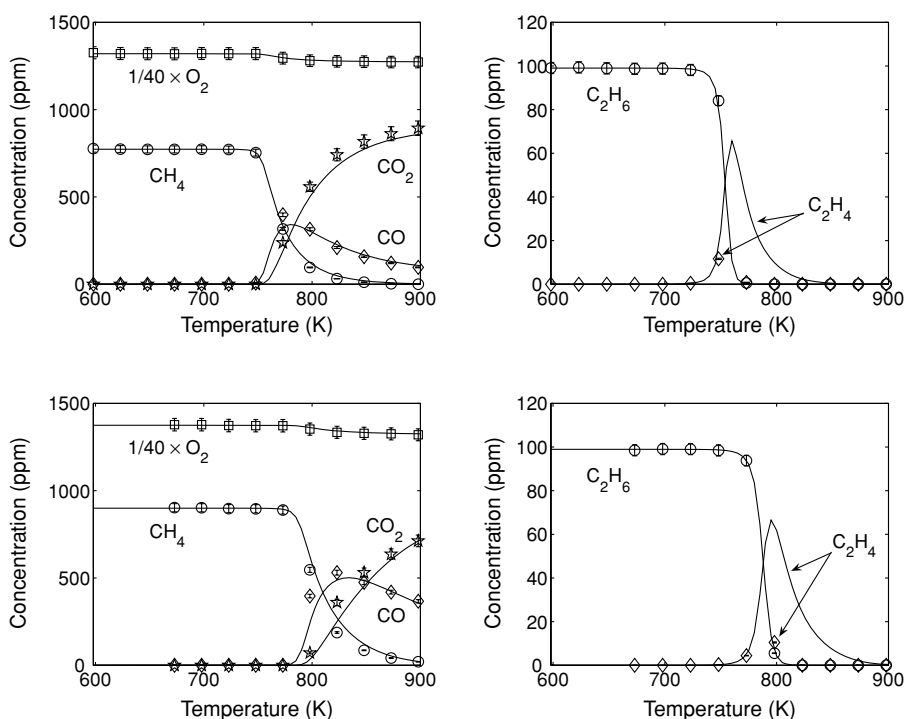 1500
1000
500
0
600
700
800
900
Concentration (ppm)
Temperature (K)
1/40 × O2
CH4
CO2
CO
120
100
80
60
40
20
0
600
700
800
900
Concentration (ppm)
Temperature (K)
C2H6
C2H4
1500
1000
500
0
600
700
800
900
Concentration (ppm)
Temperature (K)
1/40 × O2
CH4
CO2
CO
120
100
80
60
40
20
0
600
700
800
900
Concentration (ppm)
Temperature (K)
C2H6
C2H4